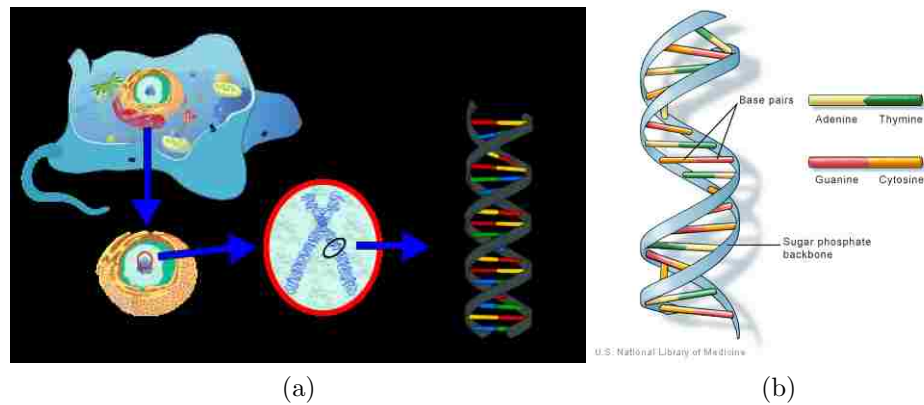 Base pairs
Adenine Thymine
Guanine Cytosine
Sugar phosphate
backbone
U.S. National Library of Medicine
(a) (b)